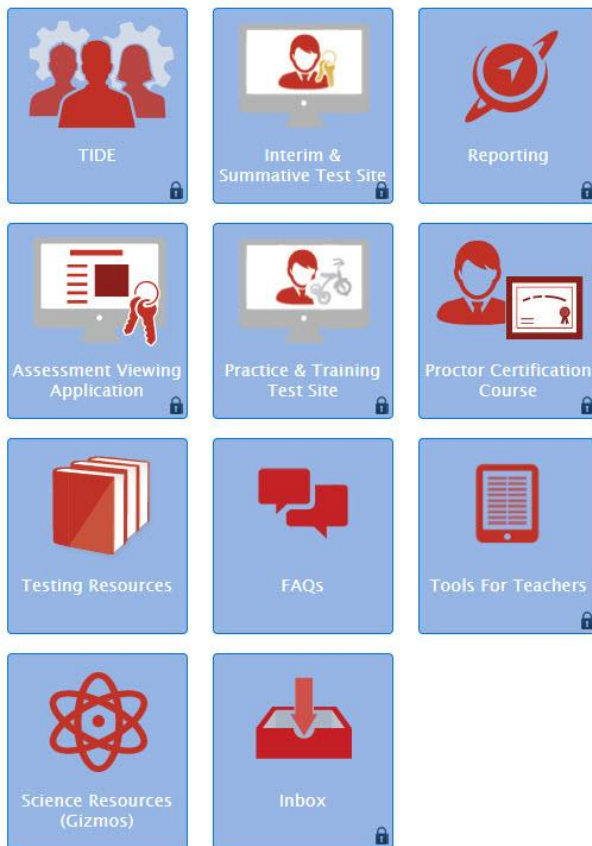 TIDE
Interim &
Summative Test Site
Reporting
Assessment Viewing
Application
Practice & Training
Test Site
Proctor Certification
Course
Testing Resources
FAQs
Tools For Teachers
Science Resources
(Gizmos)
Inbox